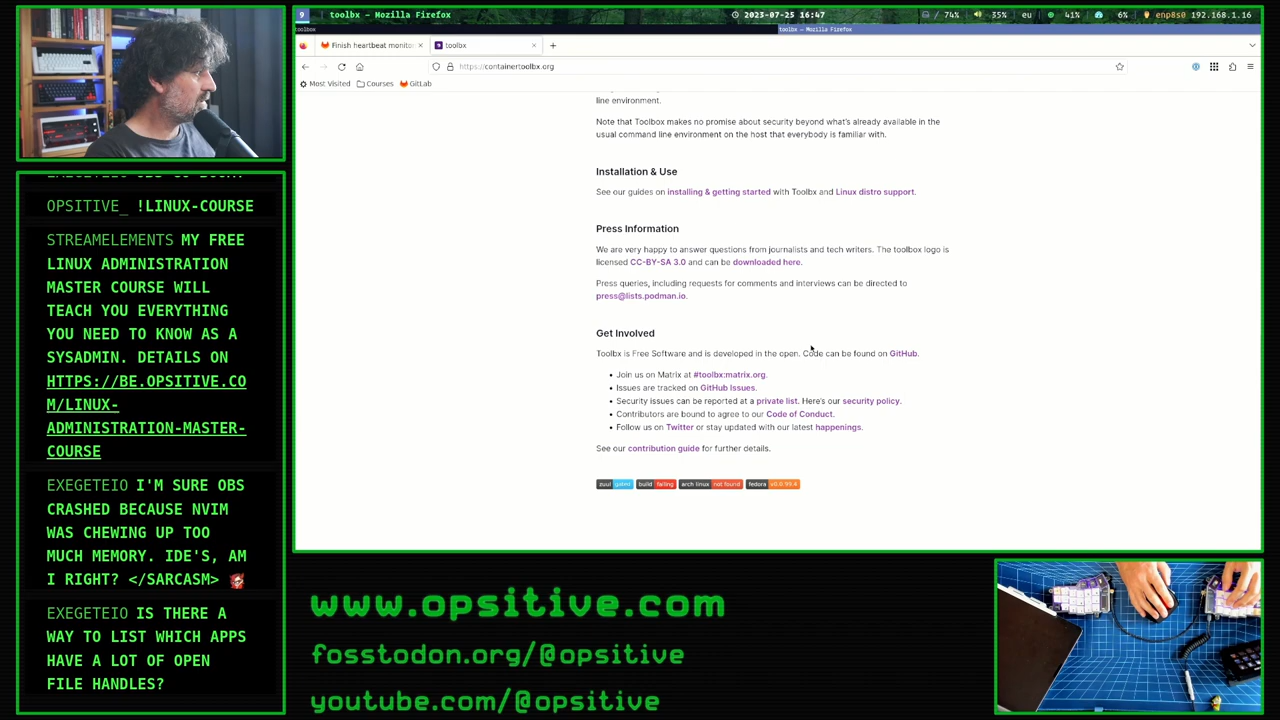 9 toolbx – Mozilla Firefox 2023-07-25 16:47 / 74% 35% eu 41% 6% enp8s0 192.168.1.16
toolbox toolbx — Mozilla Firefox
Finish heartbeat monitor toolbx
https://containertoolbx.org
Most Visited Courses GitLab
line environment.
Note that Toolbox makes no promise about security beyond what's already available in the
usual command line environment on the host that everybody is familiar with.
Installation & Use
See our guides on installing & getting started with Toolbx and Linux distro support.
Press Information
We are very happy to answer questions from journalists and tech writers. The toolbox logo is
licensed CC-BY-SA 3.0 and can be downloaded here.
Press queries, including requests for comments and interviews can be directed to
press@lists.podman.io.
Get Involved
Toolbx is Free Software and is developed in the open. Code can be found on GitHub.
• Join us on Matrix at #toolbx:matrix.org.
• Issues are tracked on GitHub Issues.
• Security issues can be reported at a private list. Here's our security policy.
• Contributors are bound to agree to our Code of Conduct.
• Follow us on Twitter or stay updated with our latest happenings.
See our contribution guide for further details.
zuul gated build failing arch linux not found fedora v0.0.99.4
OPSITIVE_ !LINUX-COURSE
STREAMELEMENTS MY FREE
LINUX ADMINISTRATION
MASTER COURSE WILL
TEACH YOU EVERYTHING
YOU NEED TO KNOW AS A
SYSADMIN. DETAILS ON
HTTPS://BE.OPSITIVE.CO
M/LINUX-
ADMINISTRATION-MASTER-
COURSE
EXEGETEIO I'M SURE OBS
CRASHED BECAUSE NVIM
WAS CHEWING UP TOO
MUCH MEMORY. IDE'S, AM
I RIGHT? </SARCASM>
EXEGETEIO IS THERE A
WAY TO LIST WHICH APPS
HAVE A LOT OF OPEN
FILE HANDLES?
www.opsitive.com
fosstodon.org/@opsitive
youtube.com/@opsitive